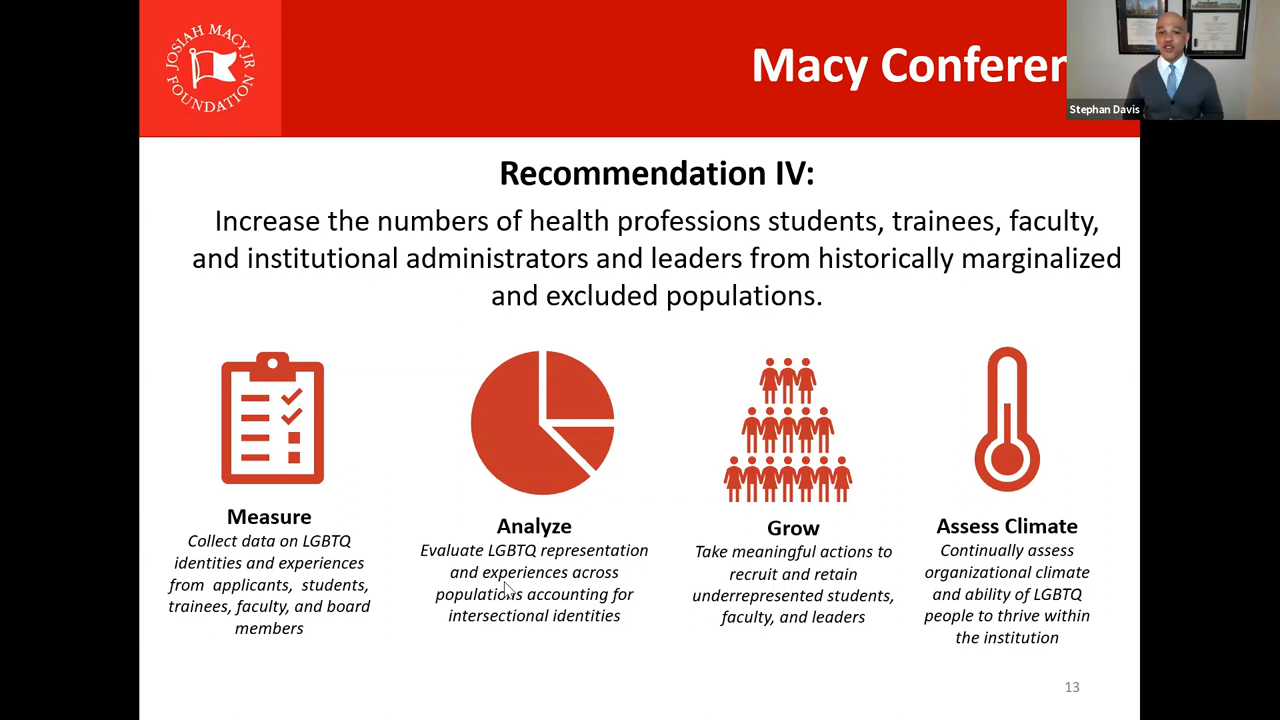 JOSIAH MACY JR
FOUNDATION
Macy Conferen
Stephan Davis
Recommendation IV:
Increase the numbers of health professions students, trainees, faculty,
and institutional administrators and leaders from historically marginalized
and excluded populations.
Measure
Collect data on LGBTQ
identities and experiences
from applicants, students,
trainees, faculty, and board
members
Analyze
Evaluate LGBTQ representation
and experiences across
populations accounting for
intersectional identities
Grow
Take meaningful actions to
recruit and retain
underrepresented students,
faculty, and leaders
Assess Climate
Continually assess
organizational climate
and ability of LGBTQ
people to thrive within
the institution
13